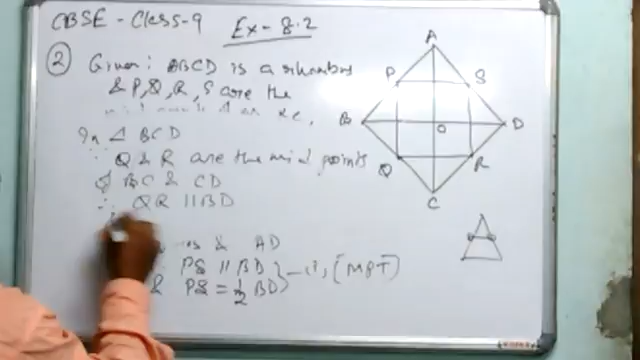 CBSE - Class-9 Ex - 8.2
(2) Given: ABCD is a rhombus
& P, Q, R, S are the
In Δ BCD
∵ Q & R are the mid points
of BC & CD
∴ QR || BD
& AD
PS || BD
& PS = 1/2 BD } - (1) [MPT]
A
P S
B O D
Q R
C